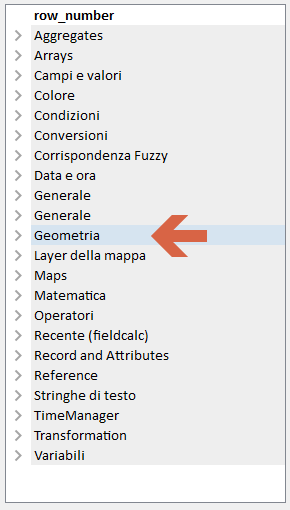 row_number
Aggregates
Arrays
Campi e valori
Colore
Condizioni
Conversioni
Corrispondenza Fuzzy
Data e ora
Generale
Generale
Geometria
Layer della mappa
Maps
Matematica
Operatori
Recente (fieldcalc)
Record and Attributes
Reference
Stringhe di testo
TimeManager
Transformation
Variabili